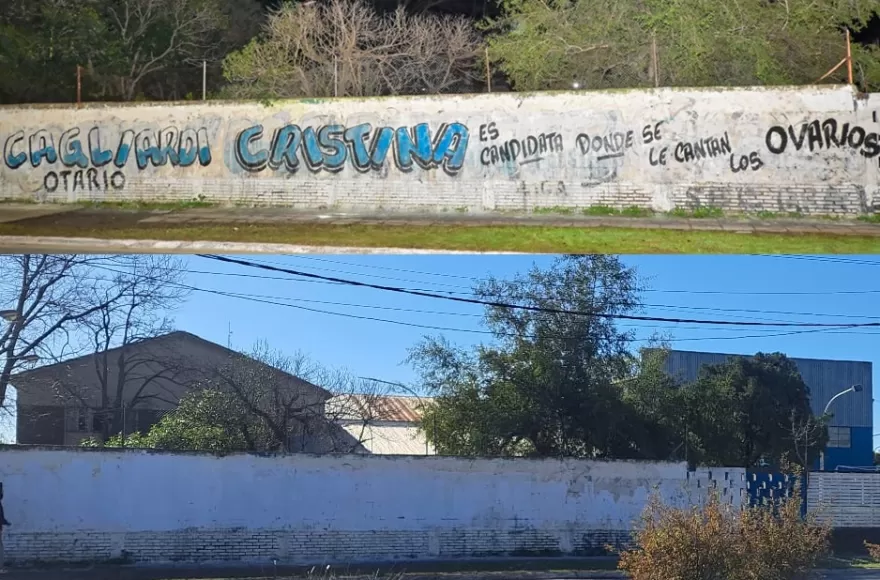 CAGLIARDI
OTARIO
CRISTINA
ES
CANDIDATA DONDE SE
LE CANTAN
LOS
OVARIOS